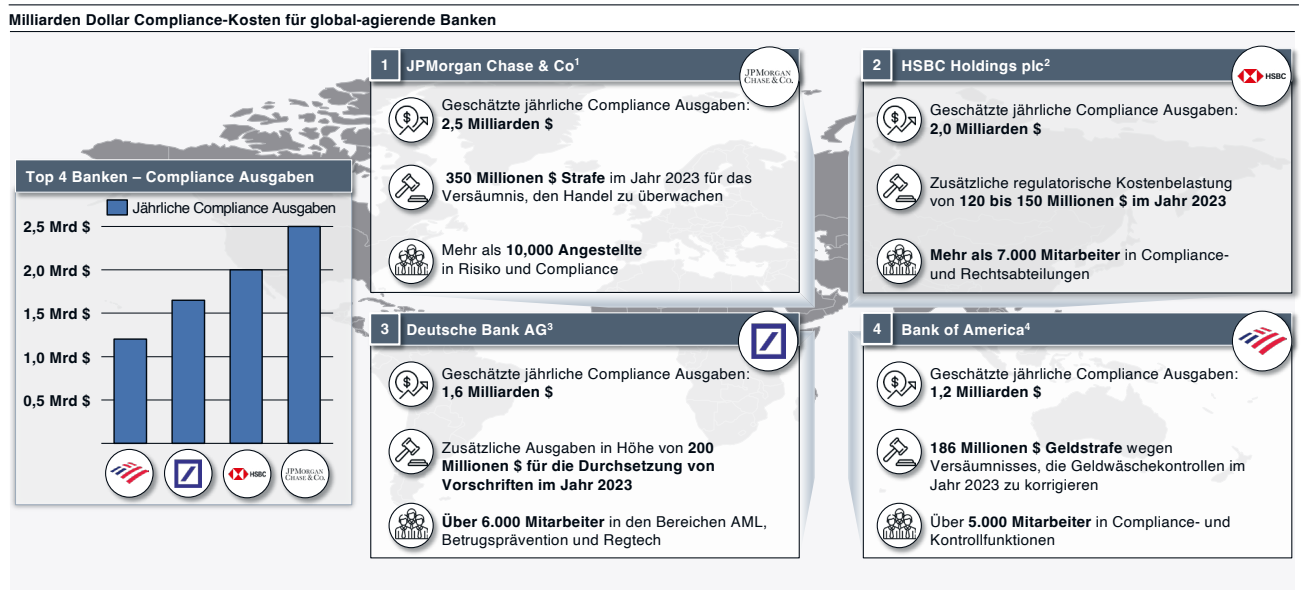 Milliarden Dollar Compliance-Kosten für global-agierende Banken
Top 4 Banken – Compliance Ausgaben
Jährliche Compliance Ausgaben
2,5 Mrd $
2,0 Mrd $
1,5 Mrd $
1,0 Mrd $
0,5 Mrd $
HSBC
JPMORGAN
CHASE & CO.
1 JPMorgan Chase & Co¹
JPMORGAN
CHASE & CO.
Geschätzte jährliche Compliance Ausgaben:
2,5 Milliarden $
350 Millionen $ Strafe im Jahr 2023 für das
Versäumnis, den Handel zu überwachen
Mehr als 10,000 Angestellte
in Risiko und Compliance
2 HSBC Holdings plc²
HSBC
Geschätzte jährliche Compliance Ausgaben:
2,0 Milliarden $
Zusätzliche regulatorische Kostenbelastung
von 120 bis 150 Millionen $ im Jahr 2023
Mehr als 7.000 Mitarbeiter in Compliance-
und Rechtsabteilungen
3 Deutsche Bank AG³
Geschätzte jährliche Compliance Ausgaben:
1,6 Milliarden $
Zusätzliche Ausgaben in Höhe von 200
Millionen $ für die Durchsetzung von
Vorschriften im Jahr 2023
Über 6.000 Mitarbeiter in den Bereichen AML,
Betrugsprävention und Regtech
4 Bank of America⁴
Geschätzte jährliche Compliance Ausgaben:
1,2 Milliarden $
186 Millionen $ Geldstrafe wegen
Versäumnisses, die Geldwäschekontrollen im
Jahr 2023 zu korrigieren
Über 5.000 Mitarbeiter in Compliance- und
Kontrollfunktionen